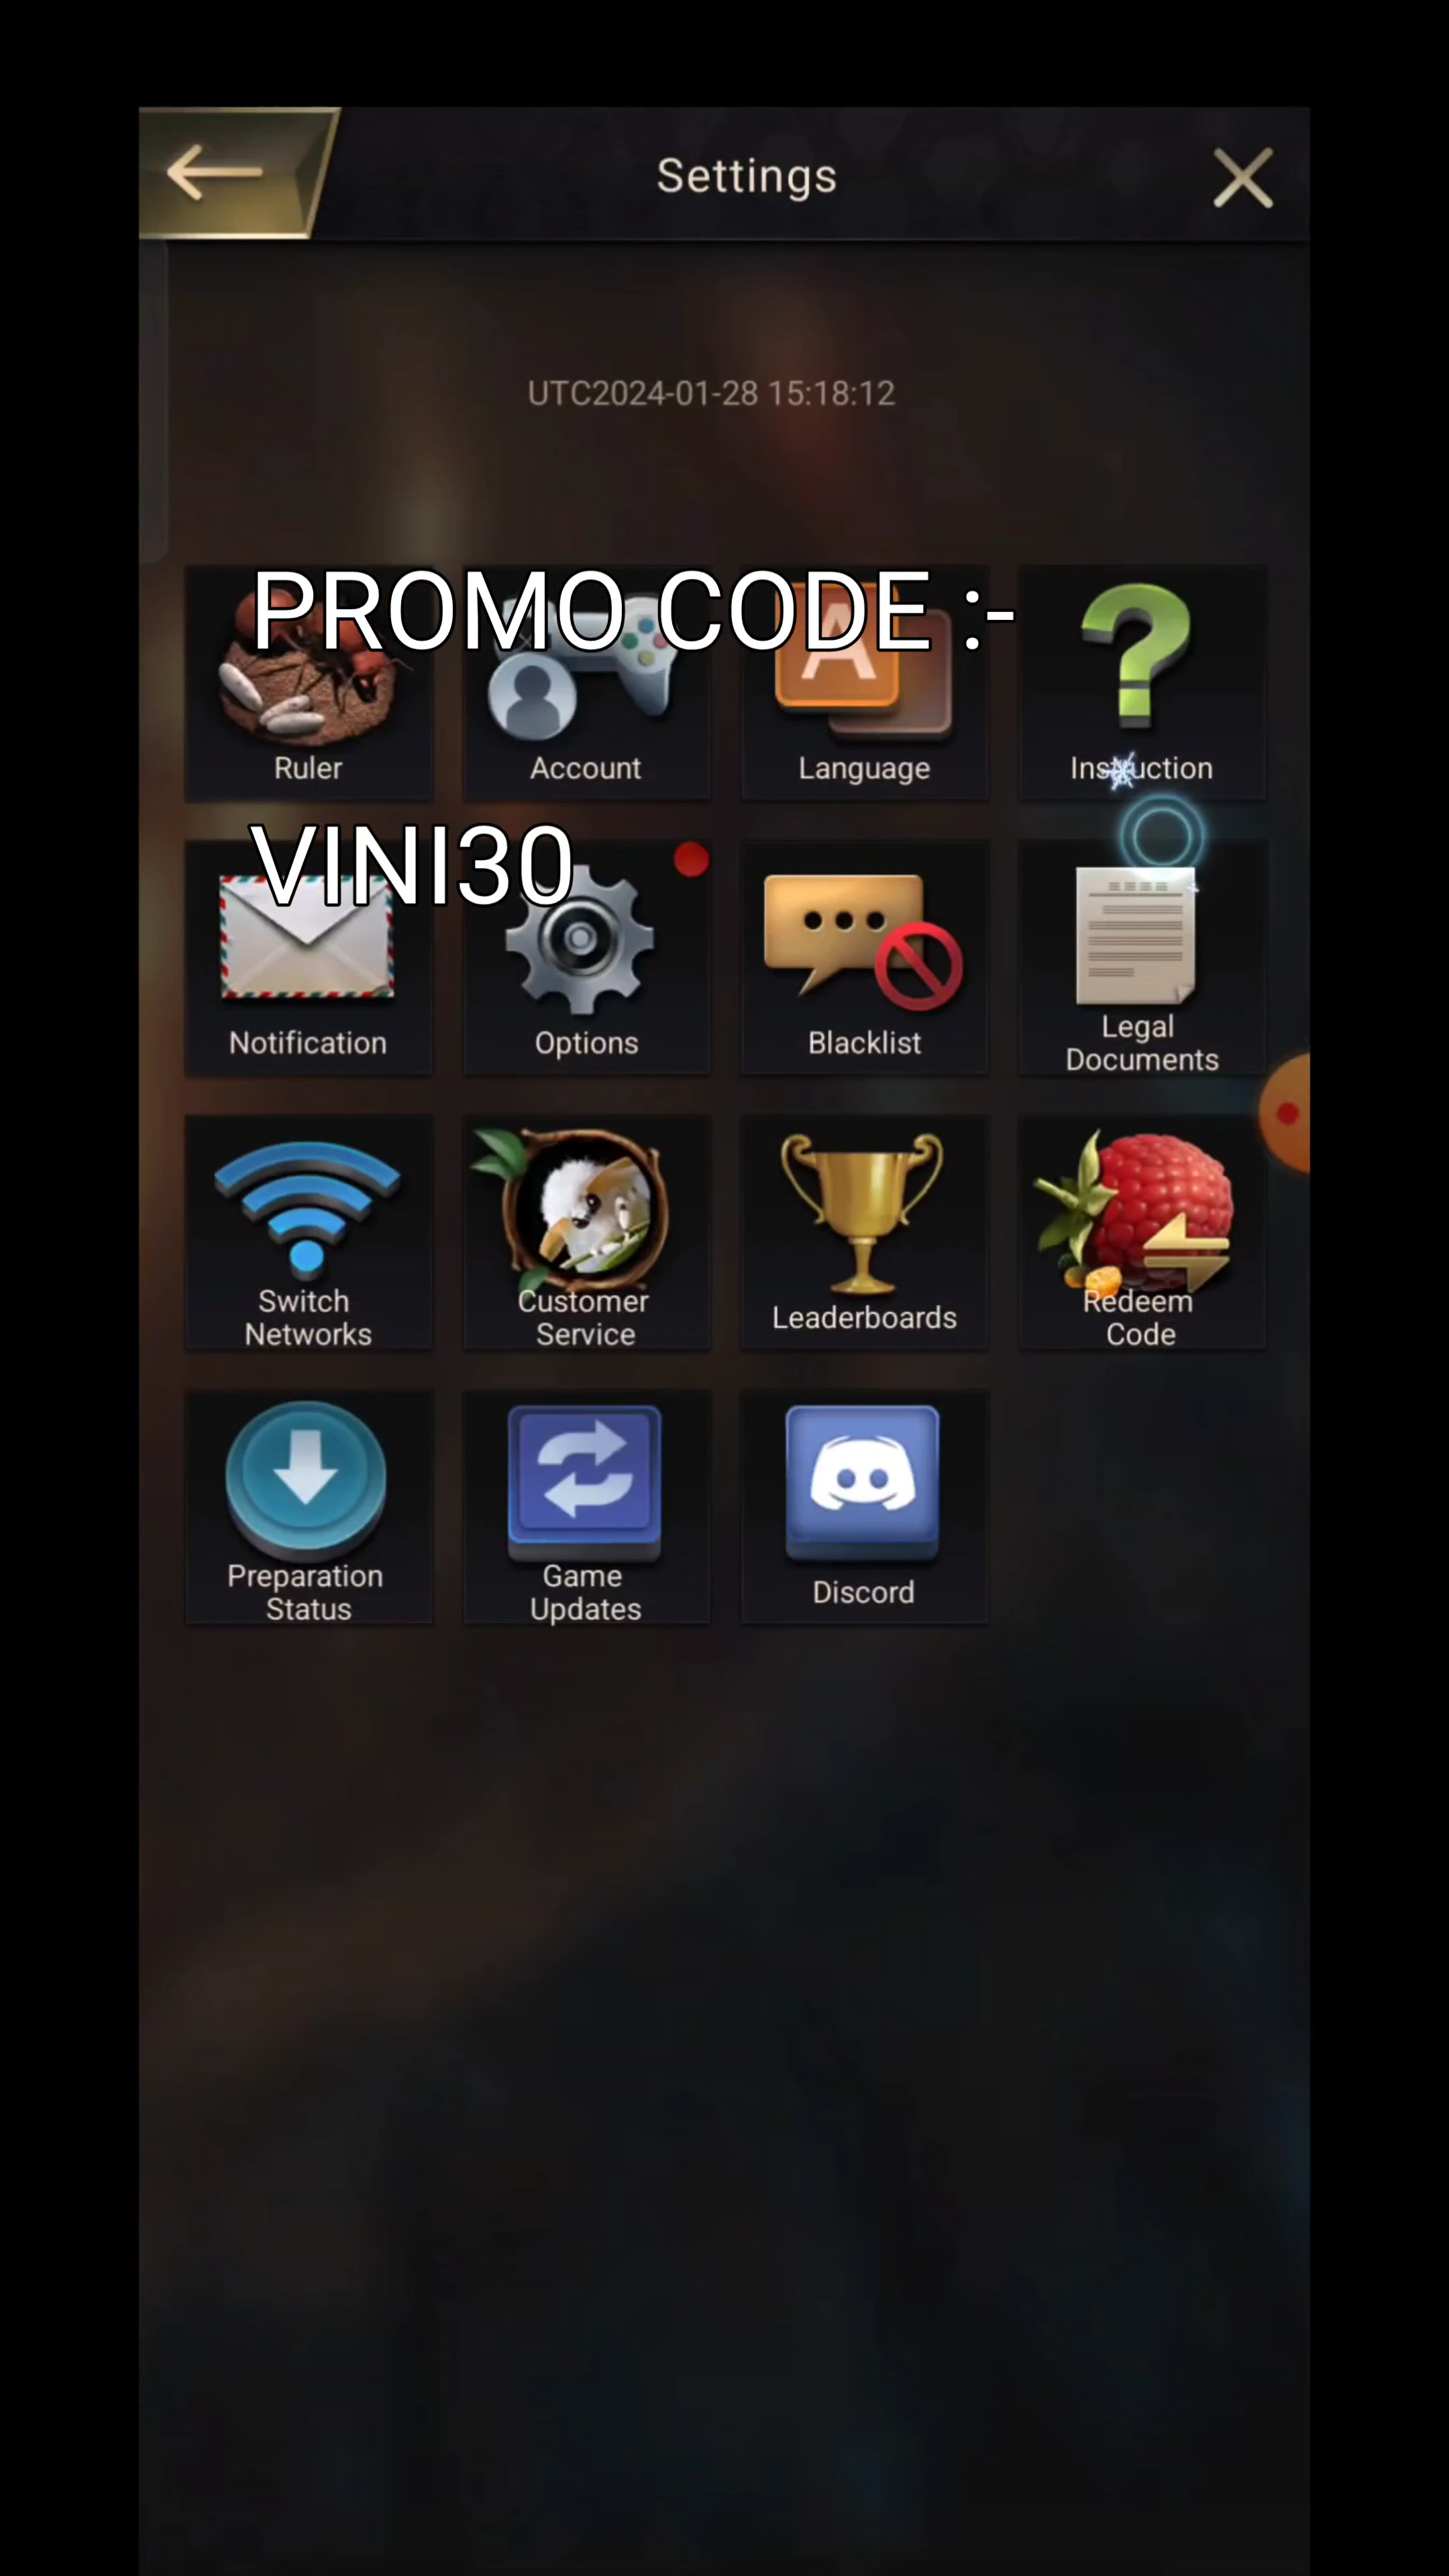 Settings
UTC2024-01-28 15:18:12
PROMO CODE :-
A
Ruler
Account
Language
Instruction
VINI30
Notification
Options
Blacklist
Legal
Documents
Switch
Networks
Customer
Service
Leaderboards
Redeem
Code
Preparation
Status
Game
Updates
Discord